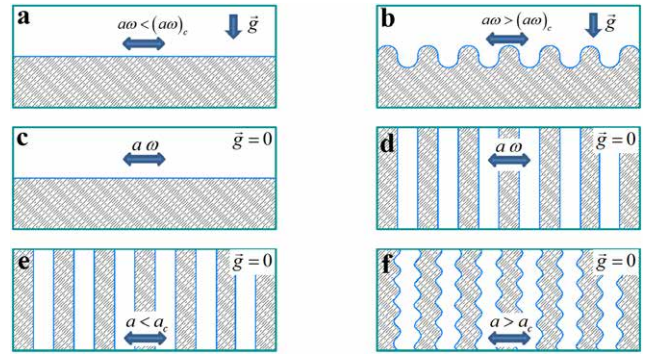 a
aω < (aω)c
g⃗
b
aω > (aω)c
g⃗
c
a ω
g⃗ = 0
d
a ω
g⃗ = 0
e
a < ac
g⃗ = 0
f
a > ac
g⃗ = 0